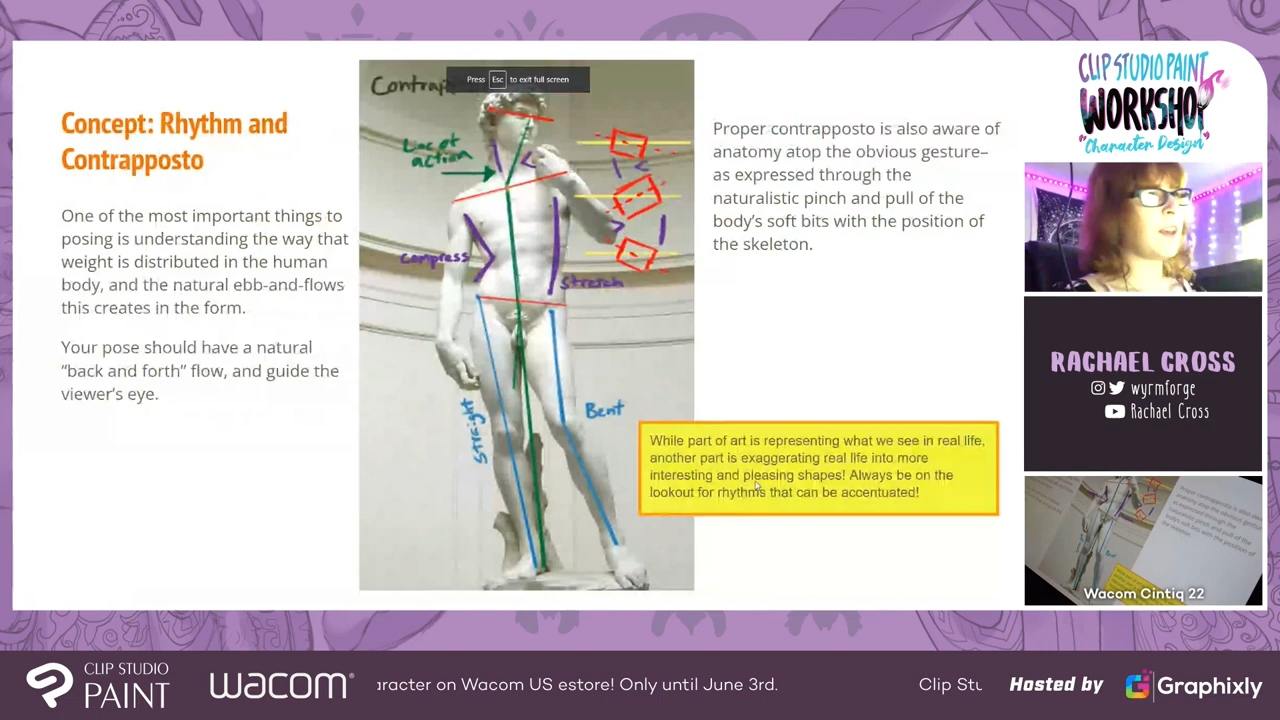 Concept: Rhythm and
Contrapposto
One of the most important things to
posing is understanding the way that
weight is distributed in the human
body, and the natural ebb-and-flows
this creates in the form.
Your pose should have a natural
“back and forth” flow, and guide the
viewer’s eye.
Press Esc to exit full screen
Line of
action
compress
stretch
Straight
Bent
Proper contrapposto is also aware of
anatomy atop the obvious gesture–
as expressed through the
naturalistic pinch and pull of the
body’s soft bits with the position of
the skeleton.
While part of art is representing what we see in real life,
another part is exaggerating real life into more
interesting and pleasing shapes! Always be on the
lookout for rhythms that can be accentuated!
CLIP STUDIO PAINT
WORKSHOP
"Character Design"
RACHAEL CROSS
wyrmforge
Rachael Cross
Wacom Cintiq 22
CLIP STUDIO
PAINT
wacom®
aracter on Wacom US estore! Only until June 3rd.
Clip Stu
Hosted by
Graphixly